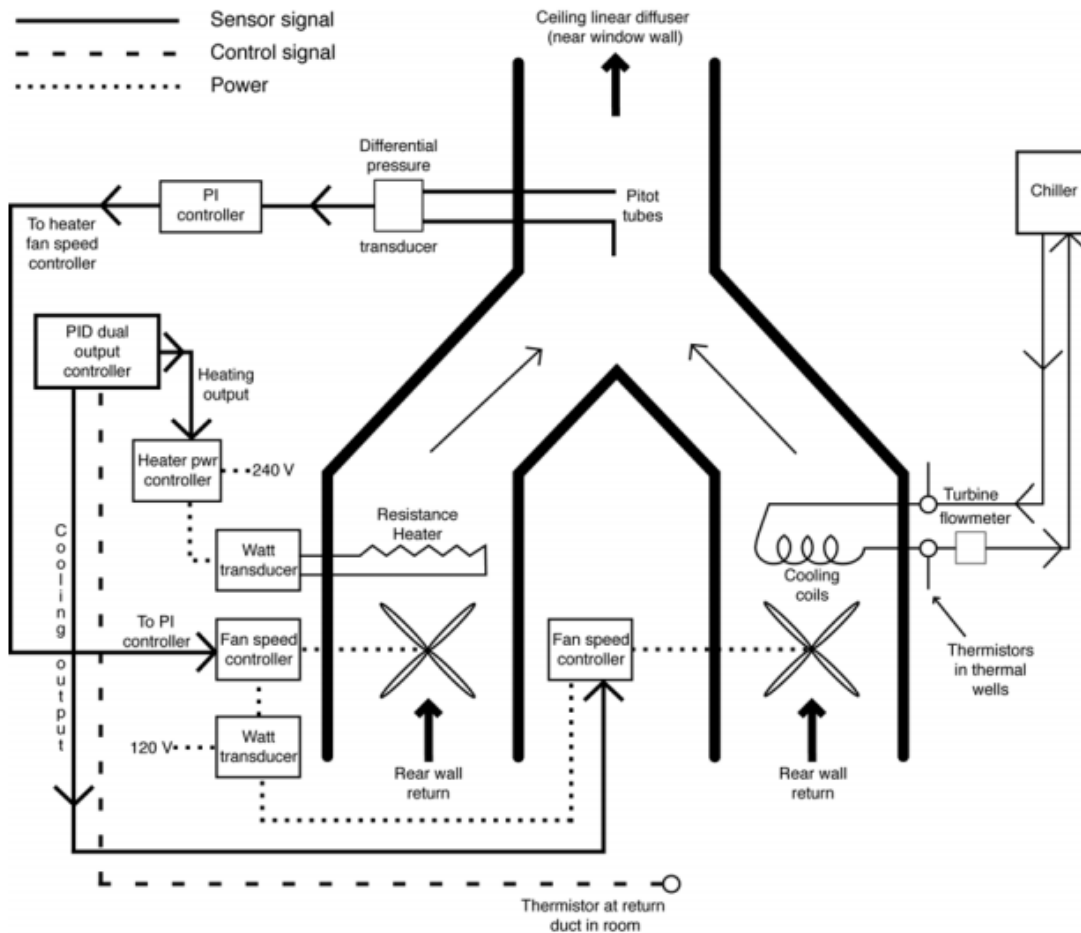 Sensor signal
Control signal
Power
Ceiling linear diffuser
(near window wall)
Differential
pressure
transducer
PI
controller
Pitot
tubes
Chiller
To heater
fan speed
controller
PID dual
output
controller
Heating
output
Heater pwr
controller
240 V
Resistance
Heater
Turbine
flowmeter
Watt
transducer
Cooling
coils
Cooling output
To PI
controller
Fan speed
controller
Fan speed
controller
Thermistors
in thermal
wells
120 V
Watt
transducer
Rear wall
return
Rear wall
return
Thermistor at return
duct in room